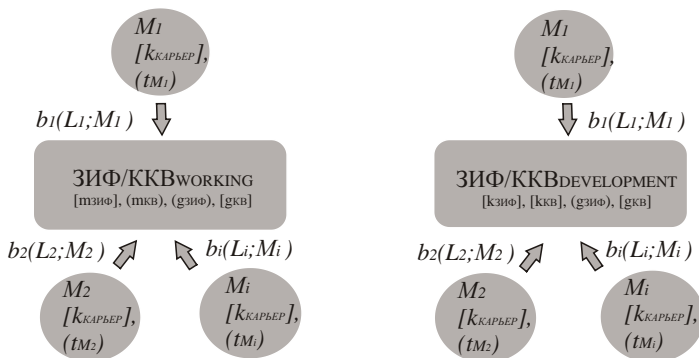 M1
[kКАРЬЕР],
(tM1)
b1(L1;M1)
ЗИФ/ККВWORKING
[mЗИФ], (mКВ), (gЗИФ), [gКВ]
b2(L2;M2)
bi(Li;Mi)
M2
[kКАРЬЕР],
(tM2)
Mi
[kКАРЬЕР],
(tMi)
M1
[kКАРЬЕР],
(tM1)
b1(L1;M1)
ЗИФ/ККВDEVELOPMENT
[kЗИФ], [kКВ], (gЗИФ), [gКВ]
b2(L2;M2)
bi(Li;Mi)
M2
[kКАРЬЕР],
(tM2)
Mi
[kКАРЬЕР],
(tMi)